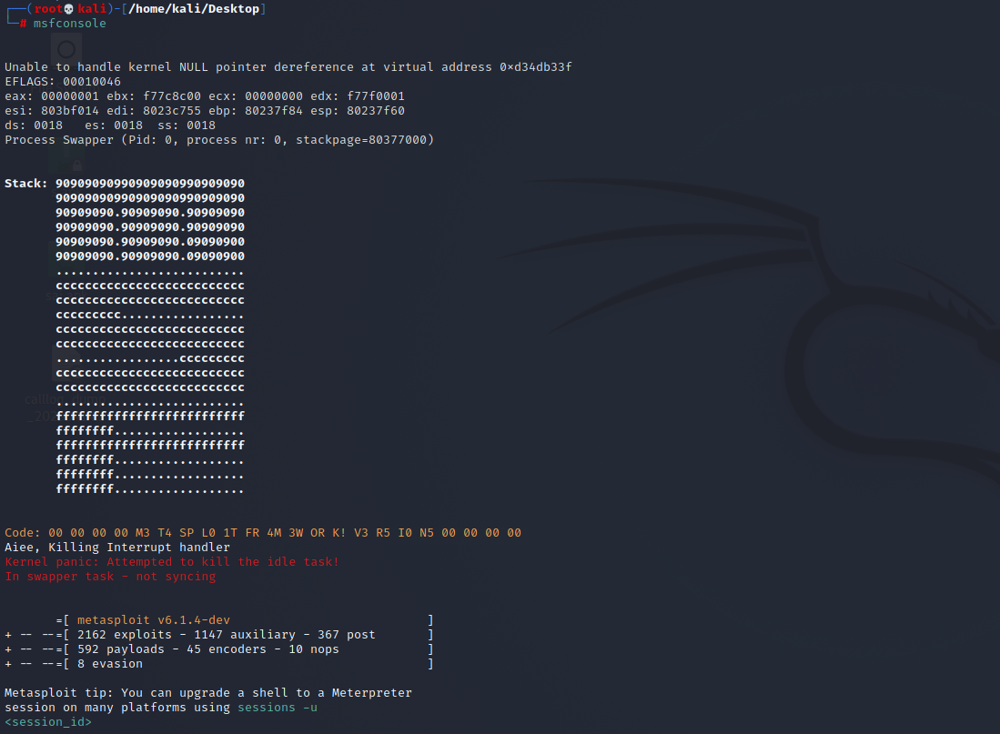 ┌──(root💀kali)-[/home/kali/Desktop]
└─# msfconsole
Unable to handle kernel NULL pointer dereference at virtual address 0×d34db33f
EFLAGS: 00010046
eax: 00000001 ebx: f77c8c00 ecx: 00000000 edx: f77f0001
esi: 803bf014 edi: 8023c755 ebp: 80237f84 esp: 80237f60
ds: 0018   es: 0018  ss: 0018
Process Swapper (Pid: 0, process nr: 0, stackpage=80377000)
Stack: 90909090990909090990909090
90909090990909090990909090
90909090.90909090.90909090
90909090.90909090.90909090
90909090.90909090.09090900
90909090.90909090.09090900
..........................
cccccccccccccccccccccccccc
cccccccccccccccccccccccccc
ccccccccc.................
cccccccccccccccccccccccccc
cccccccccccccccccccccccccc
.................ccccccccc
cccccccccccccccccccccccccc
cccccccccccccccccccccccccc
..........................
ffffffffffffffffffffffffff
ffffffff..................
ffffffffffffffffffffffffff
ffffffff..................
ffffffff..................
ffffffff..................
Code: 00 00 00 00 M3 T4 SP L0 1T FR 4M 3W OR K! V3 R5 I0 N5 00 00 00 00
Aiee, Killing Interrupt handler
Kernel panic: Attempted to kill the idle task!
In swapper task - not syncing
=[ metasploit v6.1.4-dev                           ]
+ -- --=[ 2162 exploits - 1147 auxiliary - 367 post       ]
+ -- --=[ 592 payloads - 45 encoders - 10 nops            ]
+ -- --=[ 8 evasion                                       ]
Metasploit tip: You can upgrade a shell to a Meterpreter
session on many platforms using sessions -u
<session_id>